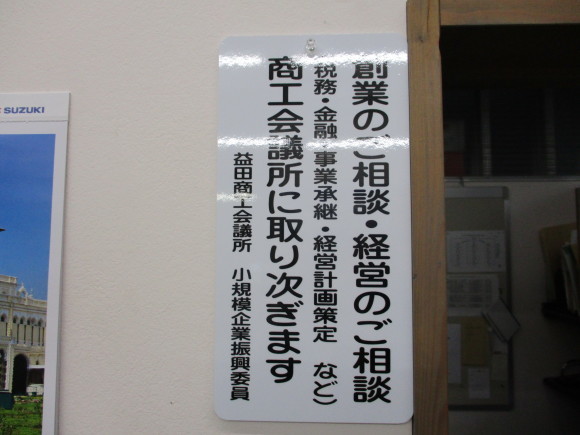 創業のご相談・経営のご相談
(税務・金融・事業承継・経営計画策定 など)
商工会議所に取り次ぎます
益田商工会議所 小規模企業振興委員
SUZUKI